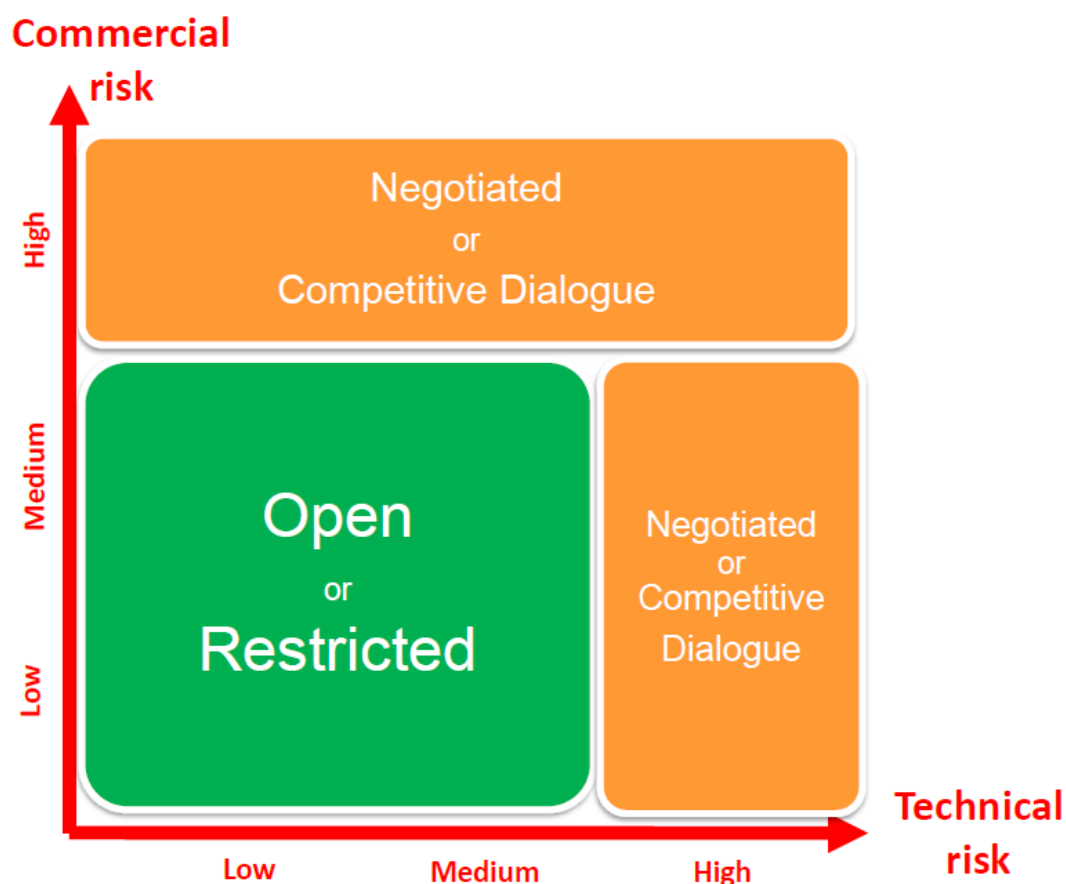 Commercial
risk
High
Medium
Low
Negotiated
or
Competitive Dialogue
Open
or
Restricted
Negotiated
or
Competitive
Dialogue
Low
Medium
High
Technical
risk